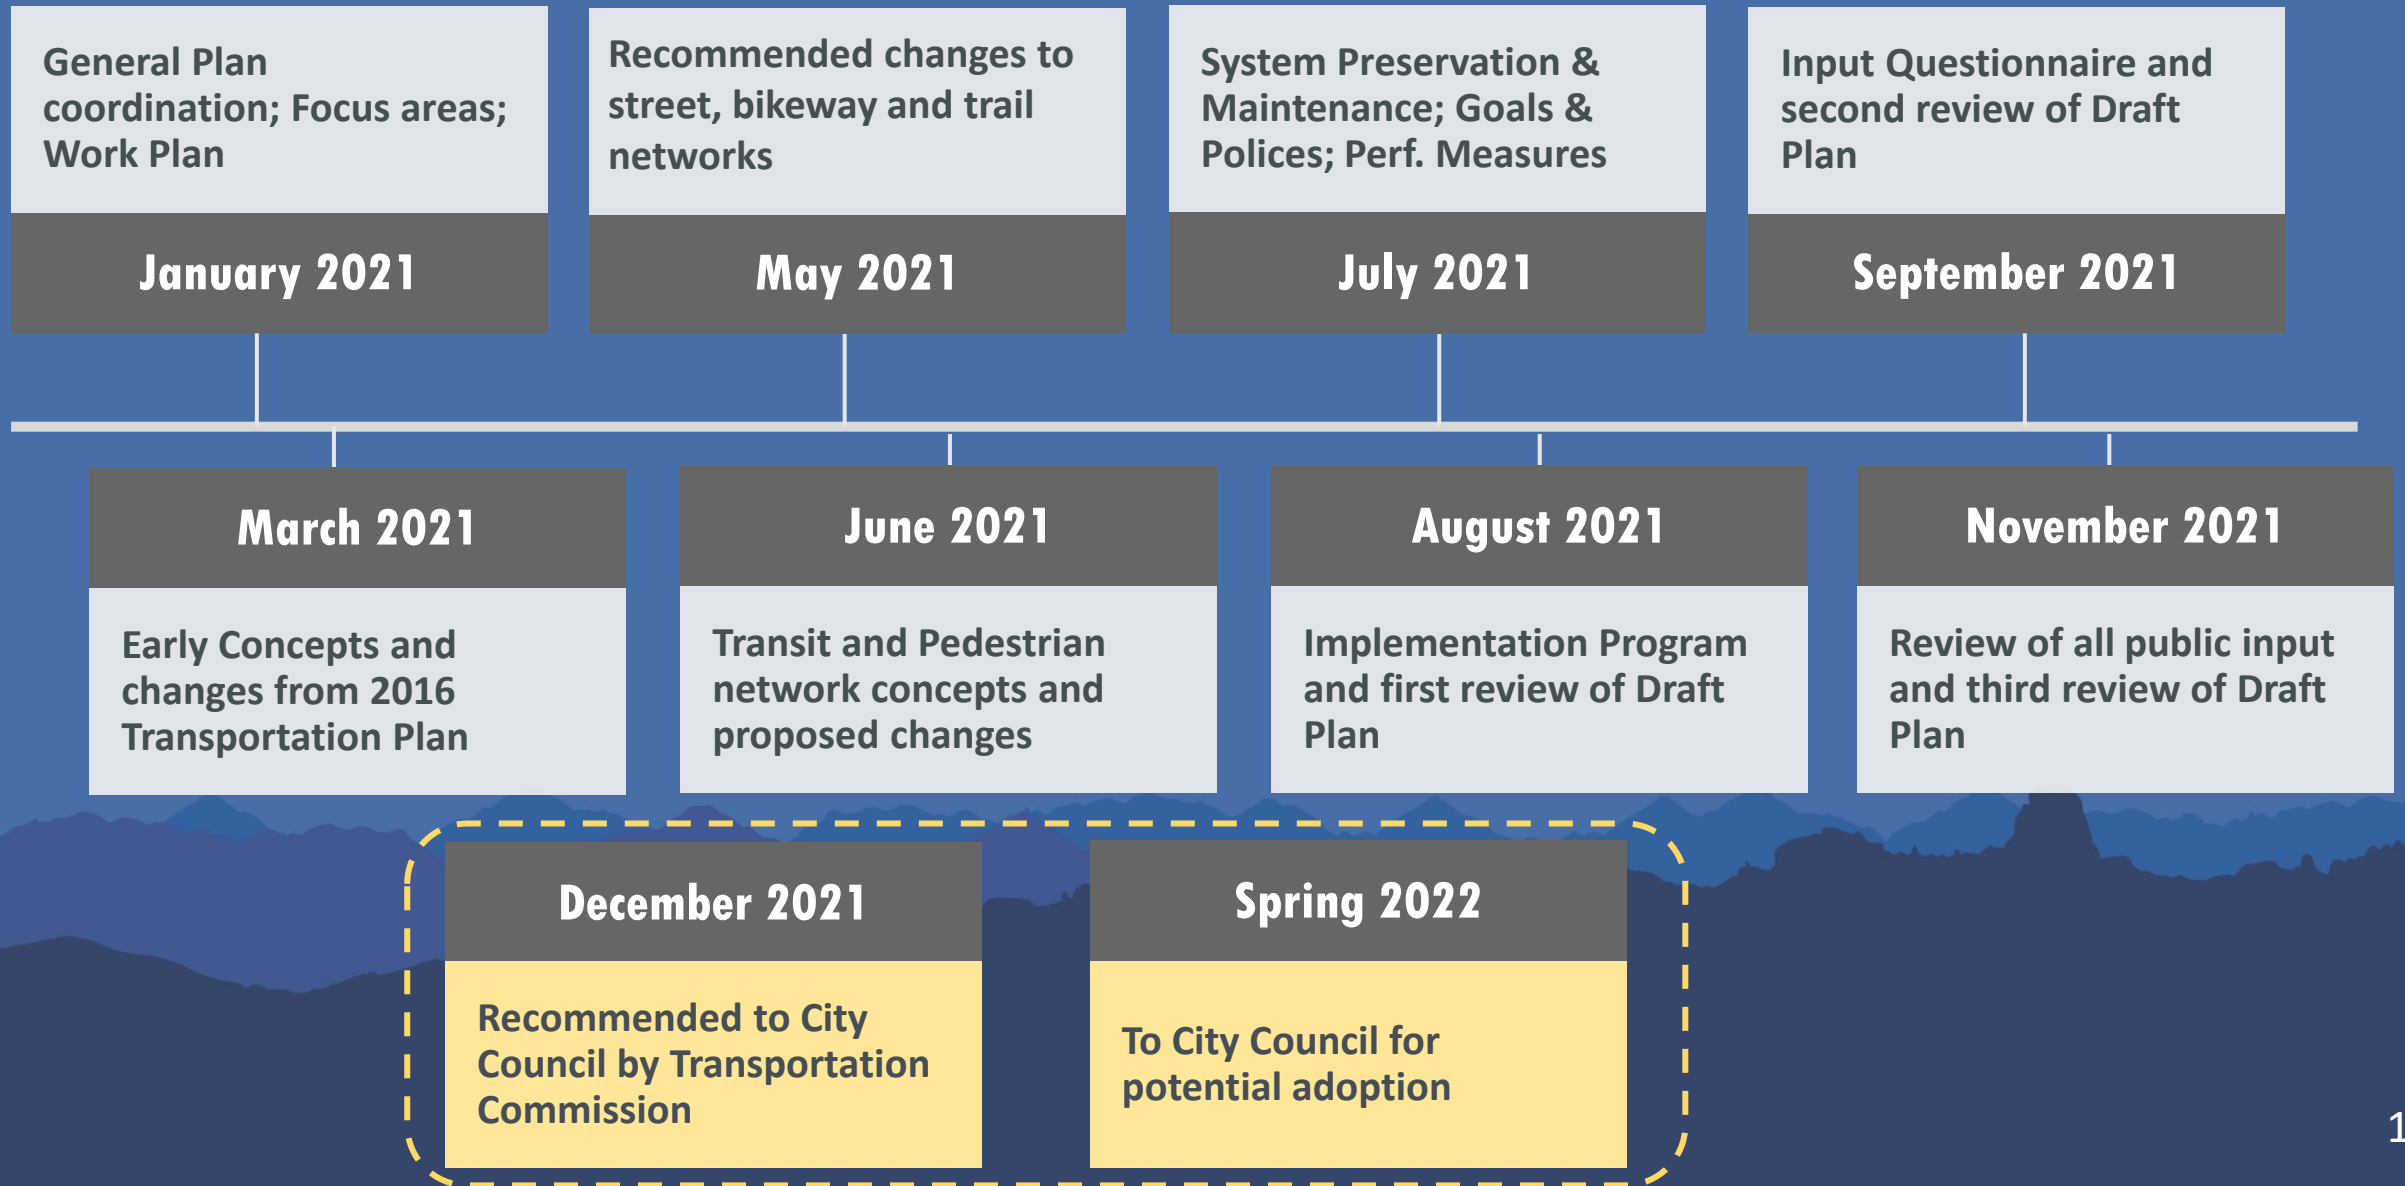 General Plan
coordination; Focus areas;
Work Plan
January 2021
Recommended changes to
street, bikeway and trail
networks
May 2021
System Preservation &
Maintenance; Goals &
Polices; Perf. Measures
July 2021
Input Questionnaire and
second review of Draft
Plan
September 2021
March 2021
Early Concepts and
changes from 2016
Transportation Plan
June 2021
Transit and Pedestrian
network concepts and
proposed changes
August 2021
Implementation Program
and first review of Draft
Plan
November 2021
Review of all public input
and third review of Draft
Plan
December 2021
Recommended to City
Council by Transportation
Commission
Spring 2022
To City Council for
potential adoption
1